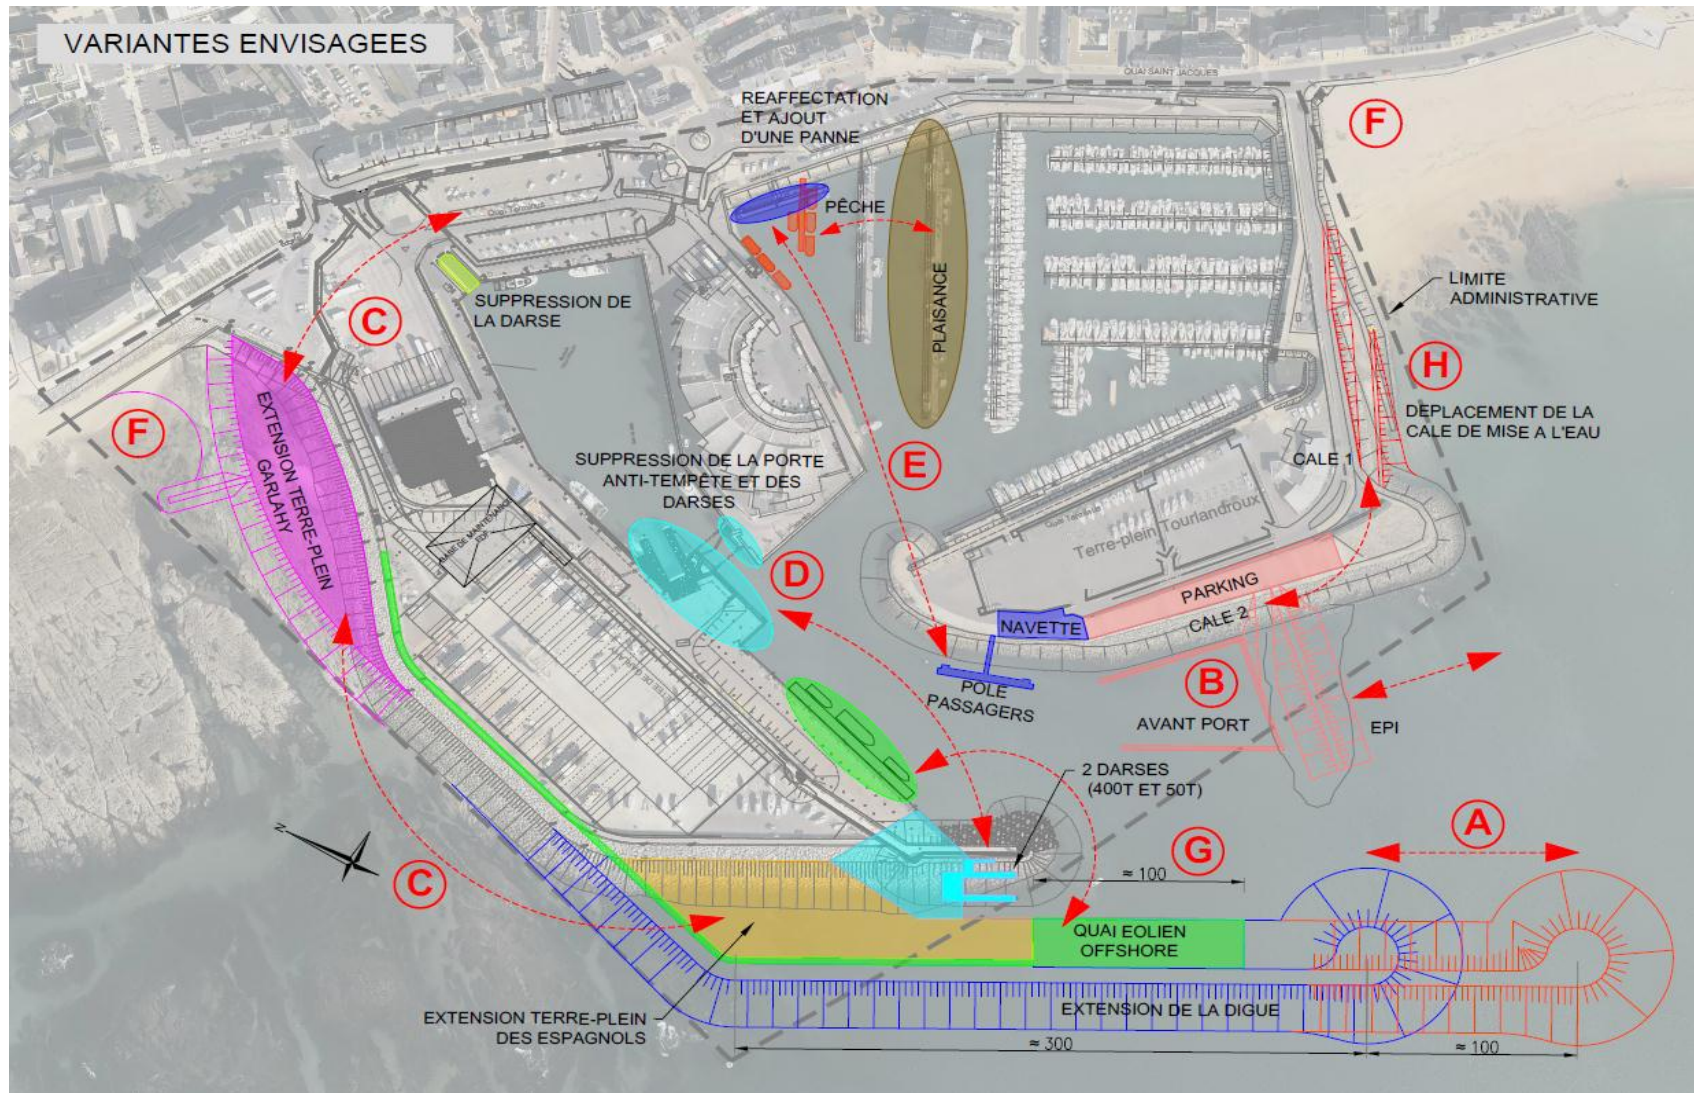 VARIANTES ENVISAGEES
QUAI SAINT JACQUES
REAFFECTATION
ET AJOUT
D'UNE PANNE
F
PÊCHE
Quai Terminus
LIMITE
ADMINISTRATIVE
SUPPRESSION DE
LA DARSE
C
PLAISANCE
H
DEPLACEMENT DE LA
CALE DE MISE A L'EAU
F
EXTENSION TERRE-PLEIN
GARLAHY
SUPPRESSION DE LA PORTE
ANTI-TEMPÊTE ET DES
DARSES
E
CALE 1
Terre-plein Tourlandroux
D
PARKING
CALE 2
NAVETTE
POLE
PASSAGERS
B
AVANT PORT
EPI
2 DARSES
(400T ET 50T)
A
G
≈ 100
N
C
QUAI EOLIEN
OFFSHORE
EXTENSION DE LA DIGUE
EXTENSION TERRE-PLEIN
DES ESPAGNOLS
≈ 300
≈ 100